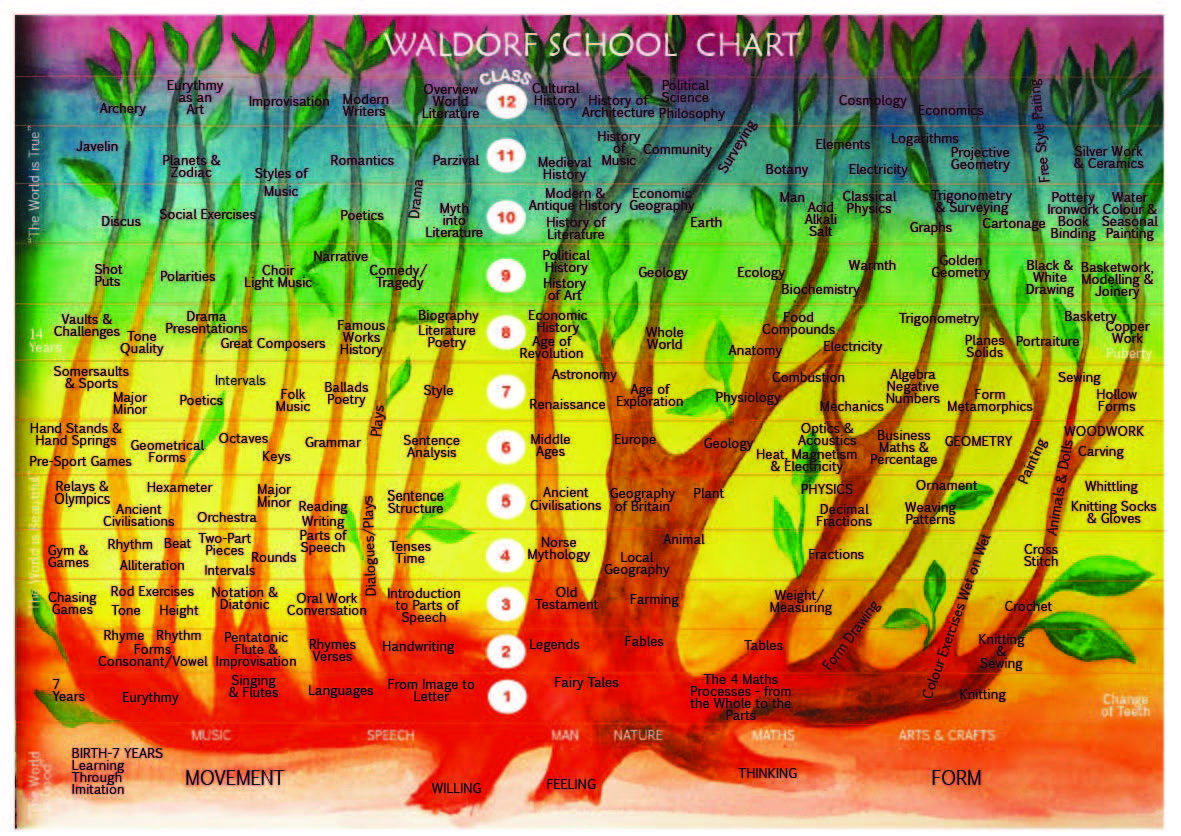 WALDORF SCHOOL CHART
CLASS
12
Archery
Eurythmy
as an
Art
Improvisation
Modern
Writers
Overview
World
Literature
Cultural
History
History of
Architecture
Political
Science
Philosophy
Cosmology
Economics
Free Style Paiting
"The World is True"
11
Javelin
Planets &
Zodiac
Styles of
Music
Romantics
Parzival
Drama
Medieval
History
History
of
Music
Community
Surveying
Botany
Elements
Electricity
Logarithms
Projective
Geometry
Silver Work
& Ceramics
10
Discus
Social Exercises
Poetics
Myth
into
Literature
Modern &
Antique History
History of
Literature
Economic
Geography
Earth
Man
Acid
Alkali
Salt
Classical
Physics
Trigonometry
& Surveying
Graphs
Cartonage
Pottery
Ironwork
Book
Binding
Water
Colour &
Seasonal
Painting
9
Shot
Puts
Polarities
Choir
Light Music
Narrative
Comedy/
Tragedy
Political
History
History
of Art
Geology
Ecology
Biochemistry
Warmth
Golden
Geometry
Black &
White
Drawing
Basketwork,
Modelling &
Joinery
8
14
Years
Vaults &
Challenges
Tone
Quality
Drama
Presentations
Great Composers
Famous
Works
History
Biography
Literature
Poetry
Economic
History
Age of
Revolution
Whole
World
Anatomy
Food
Compounds
Electricity
Trigonometry
Planes
Solids
Portraiture
Basketry
Copper
Work
Puberty
7
Somersaults
& Sports
Major
Minor
Poetics
Intervals
Folk
Music
Ballads
Poetry
Plays
Style
Astronomy
Renaissance
Age of
Exploration
Physiology
Combustion
Mechanics
Algebra
Negative
Numbers
Form
Metamorphics
Sewing
Hollow
Forms
6
Hand Stands &
Hand Springs
Pre-Sport Games
Geometrical
Forms
Octaves
Keys
Grammar
Sentence
Analysis
Middle
Ages
Europe
Geology
Optics &
Acoustics
Heat, Magnetism
& Electricity
Business
Maths &
Percentage
GEOMETRY
Painting
WOODWORK
Carving
The World is Beautiful
5
Relays &
Olympics
Ancient
Civilisations
Hexameter
Orchestra
Major
Minor
Reading
Writing
Parts of
Speech
Dialogues/Plays
Sentence
Structure
Ancient
Civilisations
Geography
of Britain
Plant
PHYSICS
Decimal
Fractions
Ornament
Weaving
Patterns
Animals & Dolls
Whittling
Knitting Socks
& Gloves
4
Gym &
Games
Rhythm
Beat
Alliteration
Two-Part
Pieces
Intervals
Rounds
Tenses
Time
Norse
Mythology
Local
Geography
Animal
Fractions
Cross
Stitch
3
Chasing
Games
Rod Exercises
Tone
Height
Notation &
Diatonic
Oral Work
Conversation
Introduction
to Parts of
Speech
Old
Testament
Farming
Weight/
Measuring
Form Drawing
Colour Exercises Wet on Wet
Crochet
2
Rhyme
Rhythm
Forms
Consonant/Vowel
Pentatonic
Flute &
Improvisation
Rhymes
Verses
Handwriting
Legends
Fables
Tables
Knitting
&
Sewing
1
7
Years
Eurythmy
Singing
& Flutes
Languages
From Image to
Letter
Fairy Tales
The 4 Maths
Processes - from
the Whole to the
Parts
Knitting
Change
of Teeth
MUSIC
SPEECH
MAN
NATURE
MATHS
ARTS & CRAFTS
The World
BIRTH-7 YEARS
Learning
Through
Imitation
MOVEMENT
WILLING
FEELING
THINKING
FORM